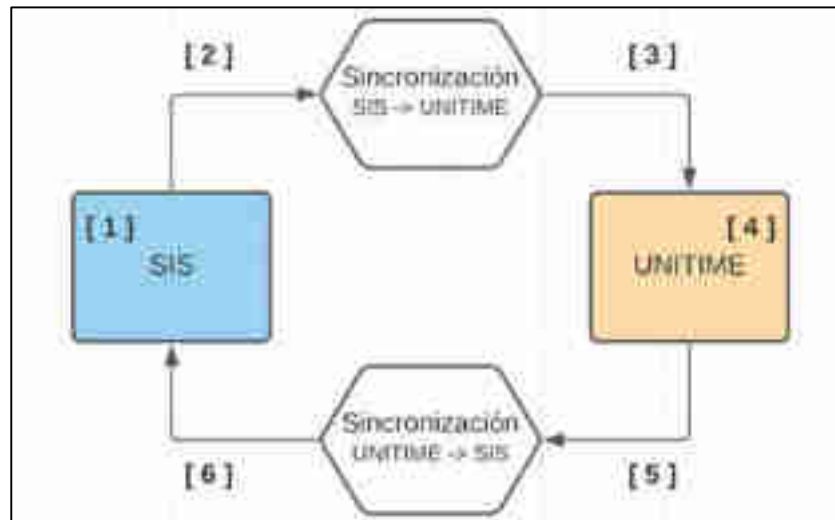 [ 2 ]
Sincronización
SIS -> UNITIME
[ 3 ]
[ 1 ]
SIS
[ 4 ]
UNITIME
Sincronización
UNITIME -> SIS
[ 6 ]
[ 5 ]